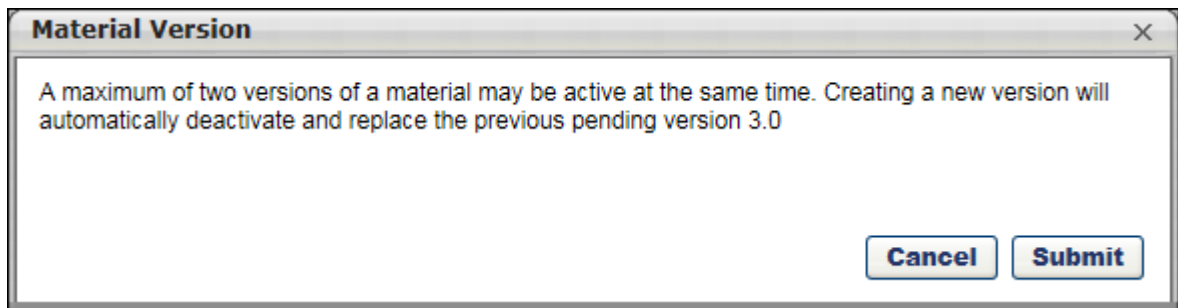 Material Version
A maximum of two versions of a material may be active at the same time. Creating a new version will
automatically deactivate and replace the previous pending version 3.0
Cancel Submit